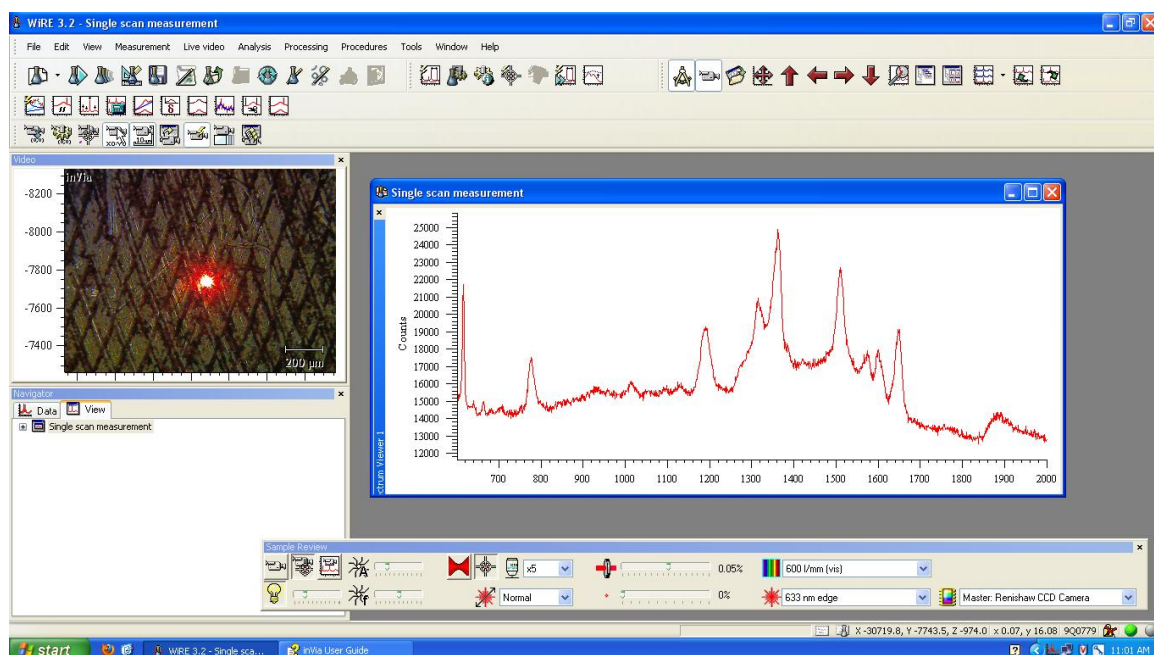 WiRE 3.2 - Single scan measurement
File Edit View Measurement Live video Analysis Processing Procedures Tools Window Help
Video
inVia
-8200
-8000
-7800
-7600
-7400
200 µm
Navigator
Data View
Single scan measurement
Single scan measurement
Counts
25000
24000
23000
22000
21000
20000
19000
18000
17000
16000
15000
14000
13000
12000
700 800 900 1000 1100 1200 1300 1400 1500 1600 1700 1800 1900 2000
ctrum Viewer 1
Sample Review
x5 0.05% 600 l/mm (vis)
Normal 0% 633 nm edge Master: Renishaw CCD Camera
X -30719.8, Y -7743.5, Z -974.0 x 0.07, y 16.08 9Q0779
start WiRE 3.2 - Single sca... inVia User Guide 11:01 AM